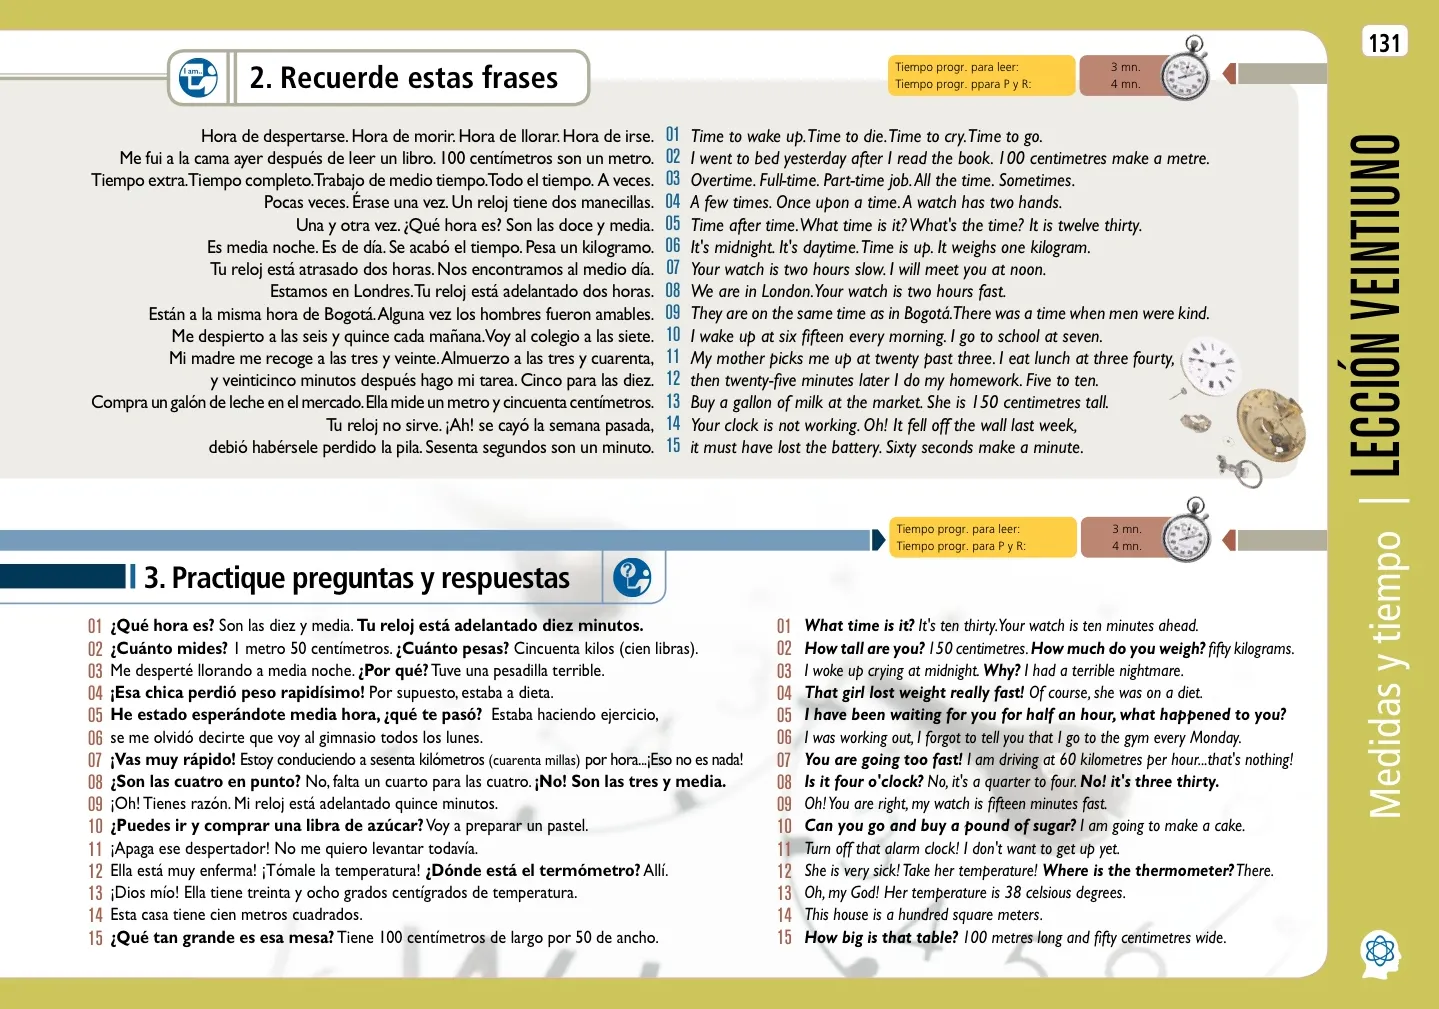 131
I am...
2. Recuerde estas frases
Tiempo progr. para leer: 3 mn.
Tiempo progr. ppara P y R: 4 mn.
Hora de despertarse. Hora de morir. Hora de llorar. Hora de irse. 01 Time to wake up. Time to die. Time to cry. Time to go.
Me fui a la cama ayer después de leer un libro. 100 centímetros son un metro. 02 I went to bed yesterday after I read the book. 100 centimetres make a metre.
Tiempo extra. Tiempo completo. Trabajo de medio tiempo. Todo el tiempo. A veces. 03 Overtime. Full-time. Part-time job. All the time. Sometimes.
Pocas veces. Érase una vez. Un reloj tiene dos manecillas. 04 A few times. Once upon a time. A watch has two hands.
Una y otra vez. ¿Qué hora es? Son las doce y media. 05 Time after time. What time is it? What's the time? It is twelve thirty.
Es media noche. Es de día. Se acabó el tiempo. Pesa un kilogramo. 06 It's midnight. It's daytime. Time is up. It weighs one kilogram.
Tu reloj está atrasado dos horas. Nos encontramos al medio día. 07 Your watch is two hours slow. I will meet you at noon.
Estamos en Londres. Tu reloj está adelantado dos horas. 08 We are in London. Your watch is two hours fast.
Están a la misma hora de Bogotá. Alguna vez los hombres fueron amables. 09 They are on the same time as in Bogotá. There was a time when men were kind.
Me despierto a las seis y quince cada mañana. Voy al colegio a las siete. 10 I wake up at six fifteen every morning. I go to school at seven.
Mi madre me recoge a las tres y veinte. Almuerzo a las tres y cuarenta, 11 My mother picks me up at twenty past three. I eat lunch at three fourty,
y veinticinco minutos después hago mi tarea. Cinco para las diez. 12 then twenty-five minutes later I do my homework. Five to ten.
Compra un galón de leche en el mercado. Ella mide un metro y cincuenta centímetros. 13 Buy a gallon of milk at the market. She is 150 centimetres tall.
Tu reloj no sirve. ¡Ah! se cayó la semana pasada, 14 Your clock is not working. Oh! It fell off the wall last week,
debió habérsele perdido la pila. Sesenta segundos son un minuto. 15 it must have lost the battery. Sixty seconds make a minute.
Tiempo progr. para leer: 3 mn.
Tiempo progr. para P y R: 4 mn.
3. Practique preguntas y respuestas
01 ¿Qué hora es? Son las diez y media. Tu reloj está adelantado diez minutos.
02 ¿Cuánto mides? 1 metro 50 centímetros. ¿Cuánto pesas? Cincuenta kilos (cien libras).
03 Me desperté llorando a media noche. ¿Por qué? Tuve una pesadilla terrible.
04 ¡Esa chica perdió peso rapidísimo! Por supuesto, estaba a dieta.
05 He estado esperándote media hora, ¿qué te pasó? Estaba haciendo ejercicio,
06 se me olvidó decirte que voy al gimnasio todos los lunes.
07 ¡Vas muy rápido! Estoy conduciendo a sesenta kilómetros (cuarenta millas) por hora...¡Eso no es nada!
08 ¿Son las cuatro en punto? No, falta un cuarto para las cuatro. ¡No! Son las tres y media.
09 ¡Oh! Tienes razón. Mi reloj está adelantado quince minutos.
10 ¿Puedes ir y comprar una libra de azúcar? Voy a preparar un pastel.
11 ¡Apaga ese despertador! No me quiero levantar todavía.
12 Ella está muy enferma! ¡Tómale la temperatura! ¿Dónde está el termómetro? Allí.
13 ¡Dios mío! Ella tiene treinta y ocho grados centígrados de temperatura.
14 Esta casa tiene cien metros cuadrados.
15 ¿Qué tan grande es esa mesa? Tiene 100 centímetros de largo por 50 de ancho.
01 What time is it? It's ten thirty. Your watch is ten minutes ahead.
02 How tall are you? 150 centimetres. How much do you weigh? fifty kilograms.
03 I woke up crying at midnight. Why? I had a terrible nightmare.
04 That girl lost weight really fast! Of course, she was on a diet.
05 I have been waiting for you for half an hour, what happened to you?
06 I was working out, I forgot to tell you that I go to the gym every Monday.
07 You are going too fast! I am driving at 60 kilometres per hour...that's nothing!
08 Is it four o'clock? No, it's a quarter to four. No! it's three thirty.
09 Oh! You are right, my watch is fifteen minutes fast.
10 Can you go and buy a pound of sugar? I am going to make a cake.
11 Turn off that alarm clock! I don't want to get up yet.
12 She is very sick! Take her temperature! Where is the thermometer? There.
13 Oh, my God! Her temperature is 38 celsious degrees.
14 This house is a hundred square meters.
15 How big is that table? 100 metres long and fifty centimetres wide.
Medidas y tiempo | LECCIÓN VEINTIUNO